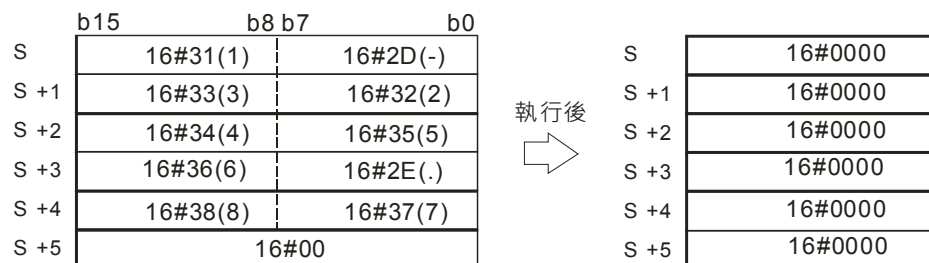 b15 b8 b7 b0
S 16#31(1) 16#2D(-) S 16#0000
S +1 16#33(3) 16#32(2) S +1 16#0000
S +2 16#34(4) 16#35(5) 執行後 S +2 16#0000
S +3 16#36(6) 16#2E(.) S +3 16#0000
S +4 16#38(8) 16#37(7) S +4 16#0000
S +5 16#00 S +5 16#0000